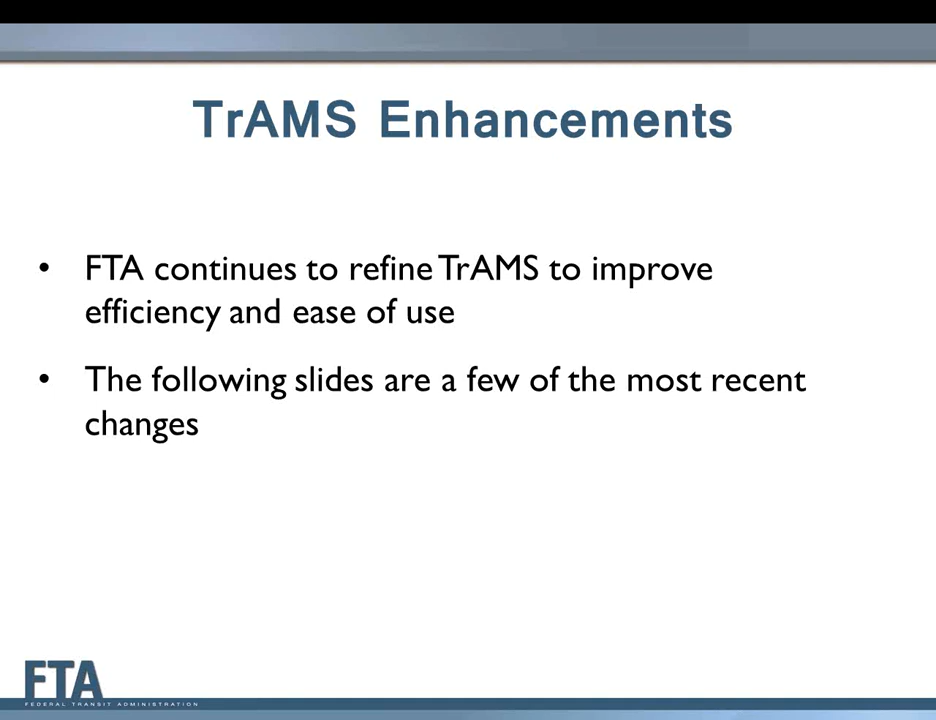 TrAMS Enhancements
• FTA continues to refine TrAMS to improve
efficiency and ease of use
• The following slides are a few of the most recent
changes
FTA
FEDERAL TRANSIT ADMINISTRATION